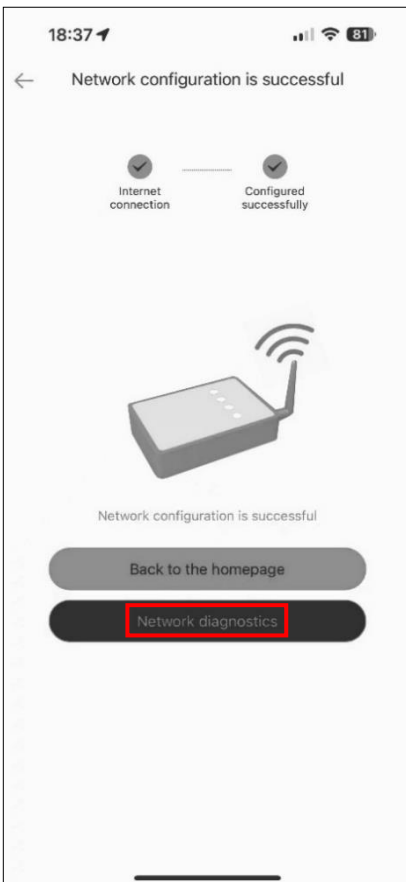 18:37
81
Network configuration is successful
Internet
connection
Configured
successfully
Network configuration is successful
Back to the homepage
Network diagnostics